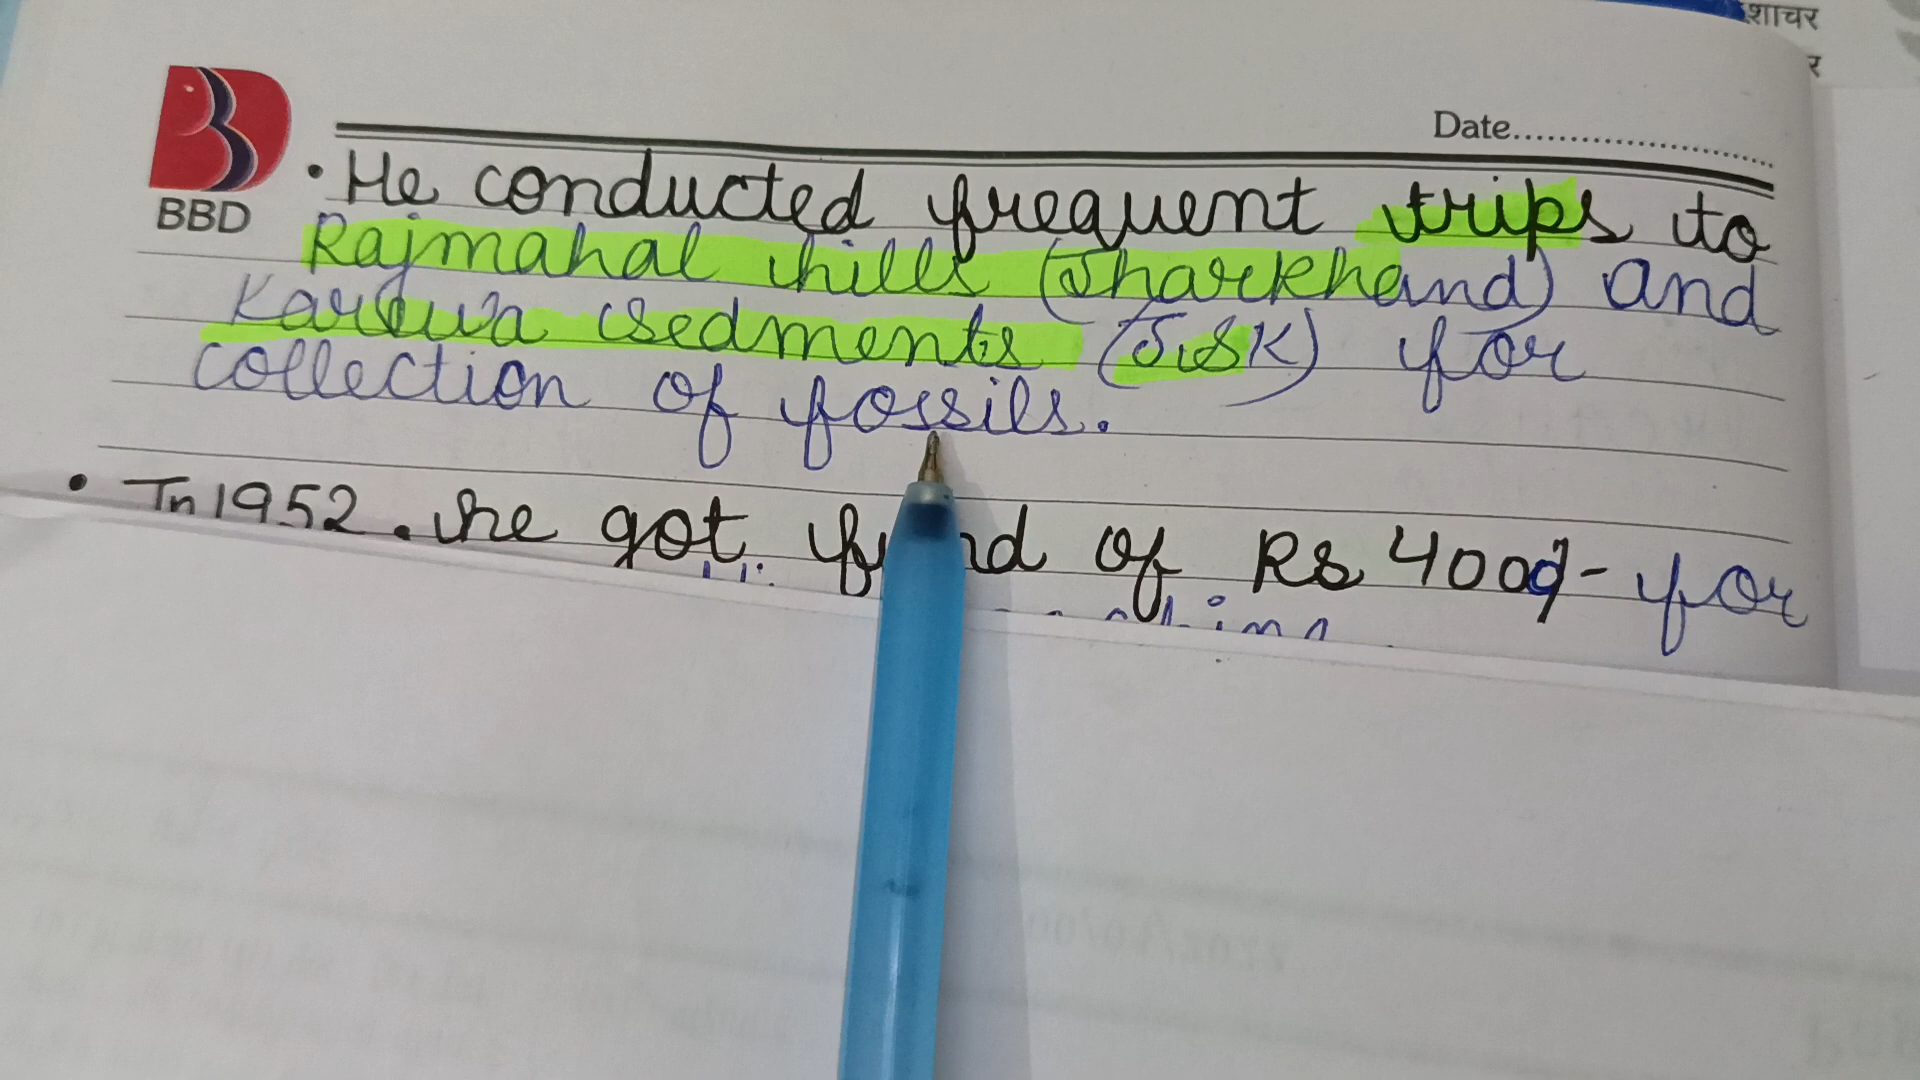 शाचर
र
Date
BBD
• He conducted frequent trips to
Rajmahal hills (Jharkhand) and
Karewa sedments (J&K) for
collection of fossils.
• In 1952. he got fund of Rs 4000/- for